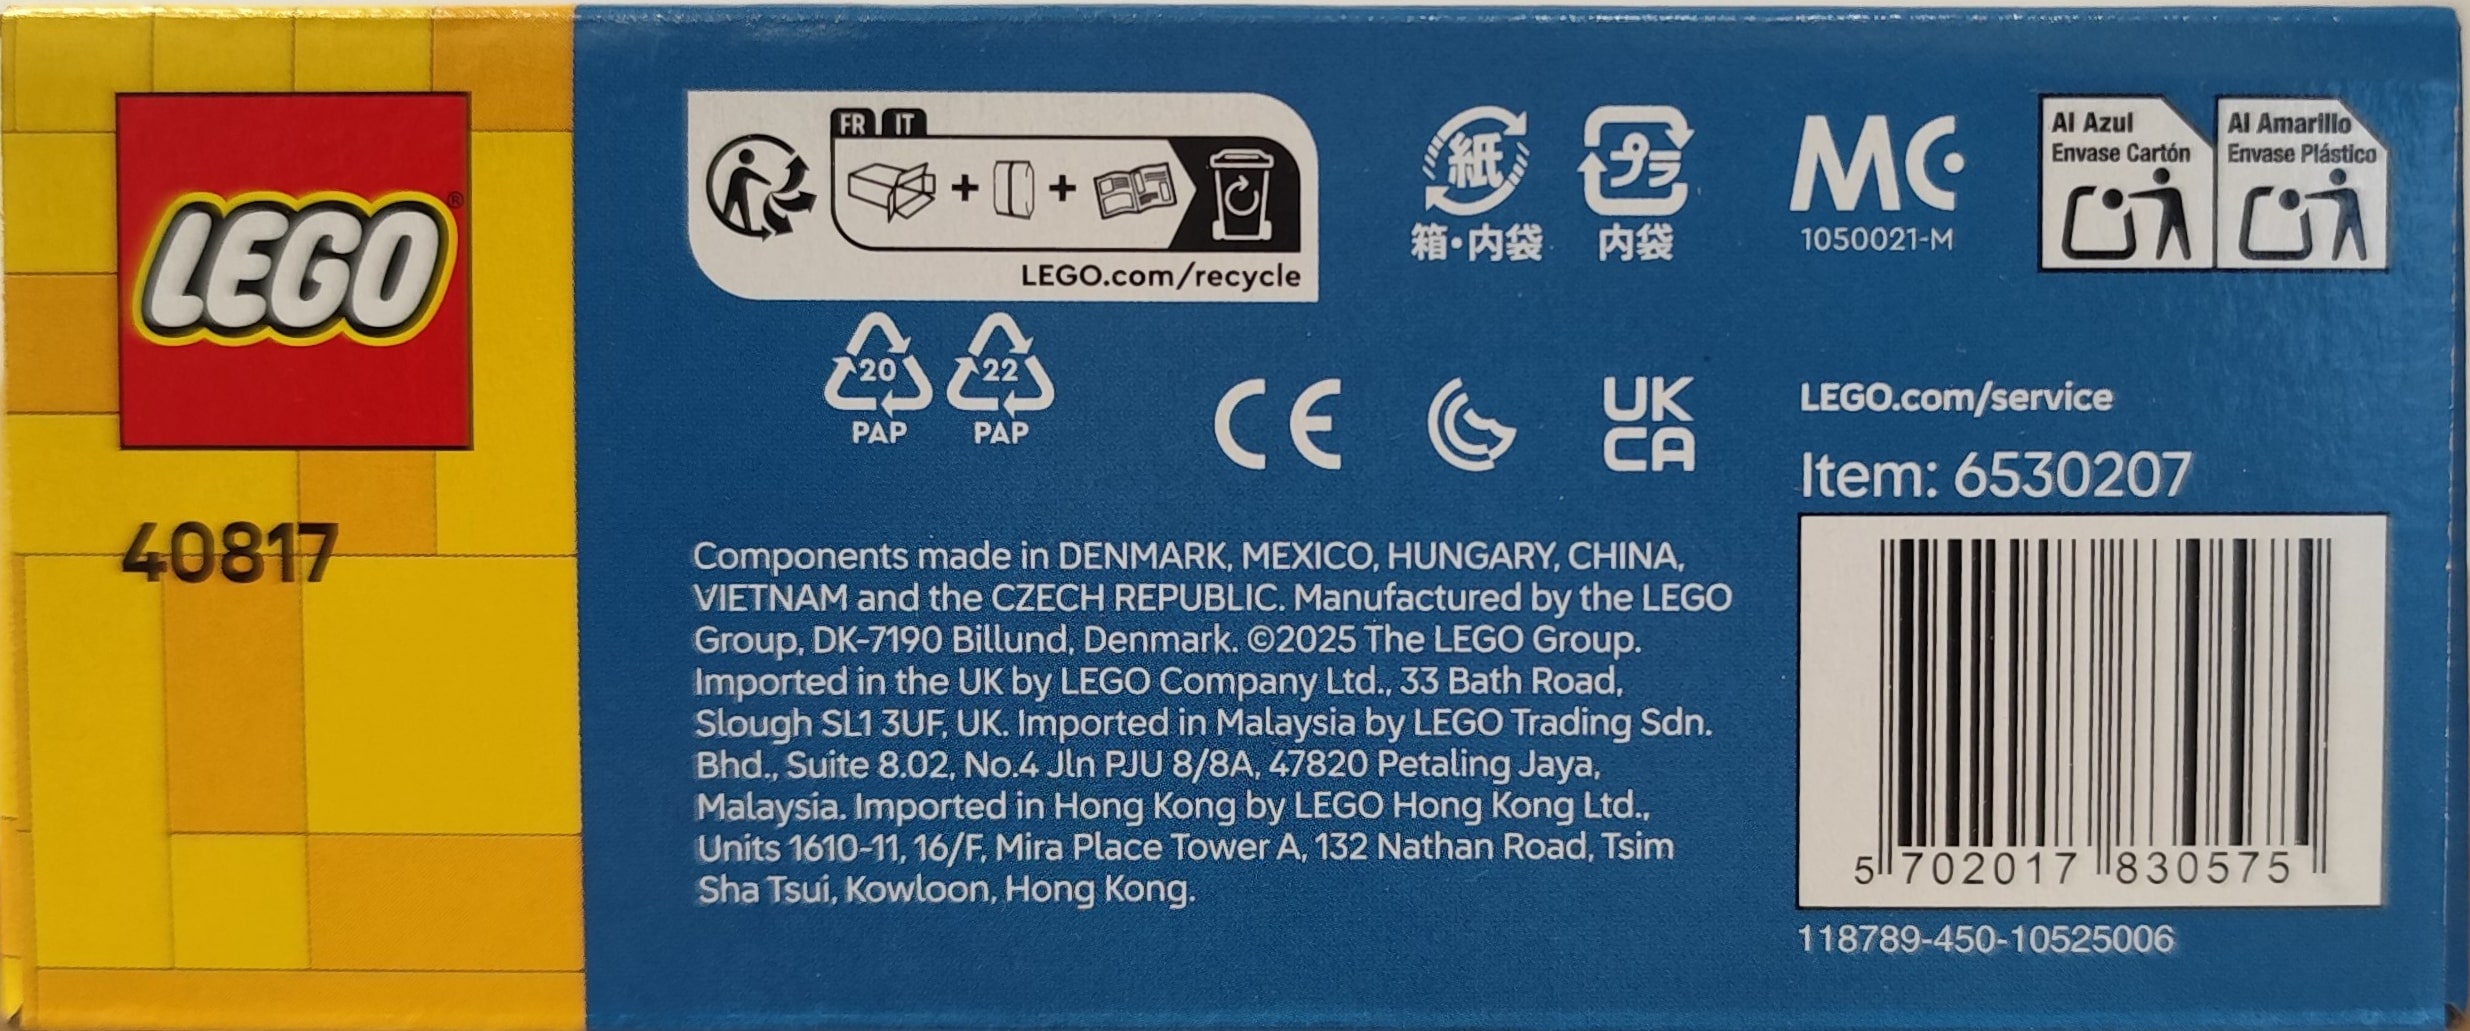 LEGO®
40817
FR IT
LEGO.com/recycle
紙
箱・内袋
プラ
内袋
MC
1050021-M
Al Azul
Envase Cartón
Al Amarillo
Envase Plástico
20
PAP
22
PAP
CE
UK
CA
LEGO.com/service
Item: 6530207
Components made in DENMARK, MEXICO, HUNGARY, CHINA,
VIETNAM and the CZECH REPUBLIC. Manufactured by the LEGO
Group, DK-7190 Billund, Denmark. ©2025 The LEGO Group.
Imported in the UK by LEGO Company Ltd., 33 Bath Road,
Slough SL1 3UF, UK. Imported in Malaysia by LEGO Trading Sdn.
Bhd., Suite 8.02, No.4 Jln PJU 8/8A, 47820 Petaling Jaya,
Malaysia. Imported in Hong Kong by LEGO Hong Kong Ltd.,
Units 1610-11, 16/F, Mira Place Tower A, 132 Nathan Road, Tsim
Sha Tsui, Kowloon, Hong Kong.
5 702017 830575
118789-450-10525006